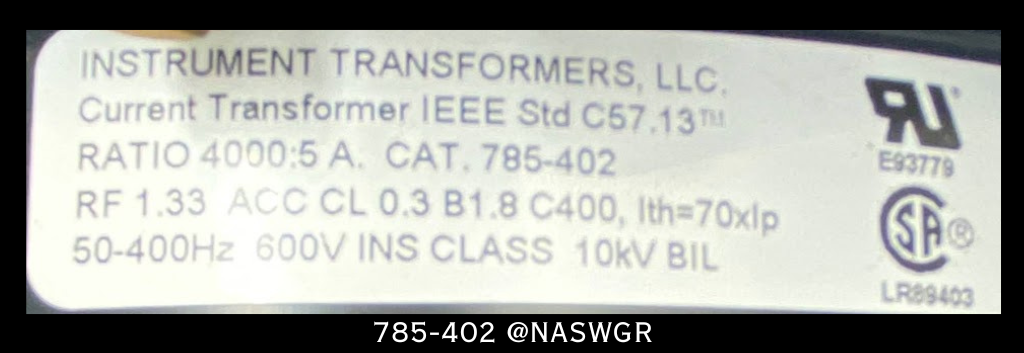 INSTRUMENT TRANSFORMERS, LLC.
Current Transformer IEEE Std C57.13™
RATIO 4000:5 A. CAT. 785-402
RF 1.33 ACC CL 0.3 B1.8 C400, Ith=70xIp
50-400Hz 600V INS CLASS 10kV BIL
RU®
E93779
SA®
LR89403
785-402 @NASWGR